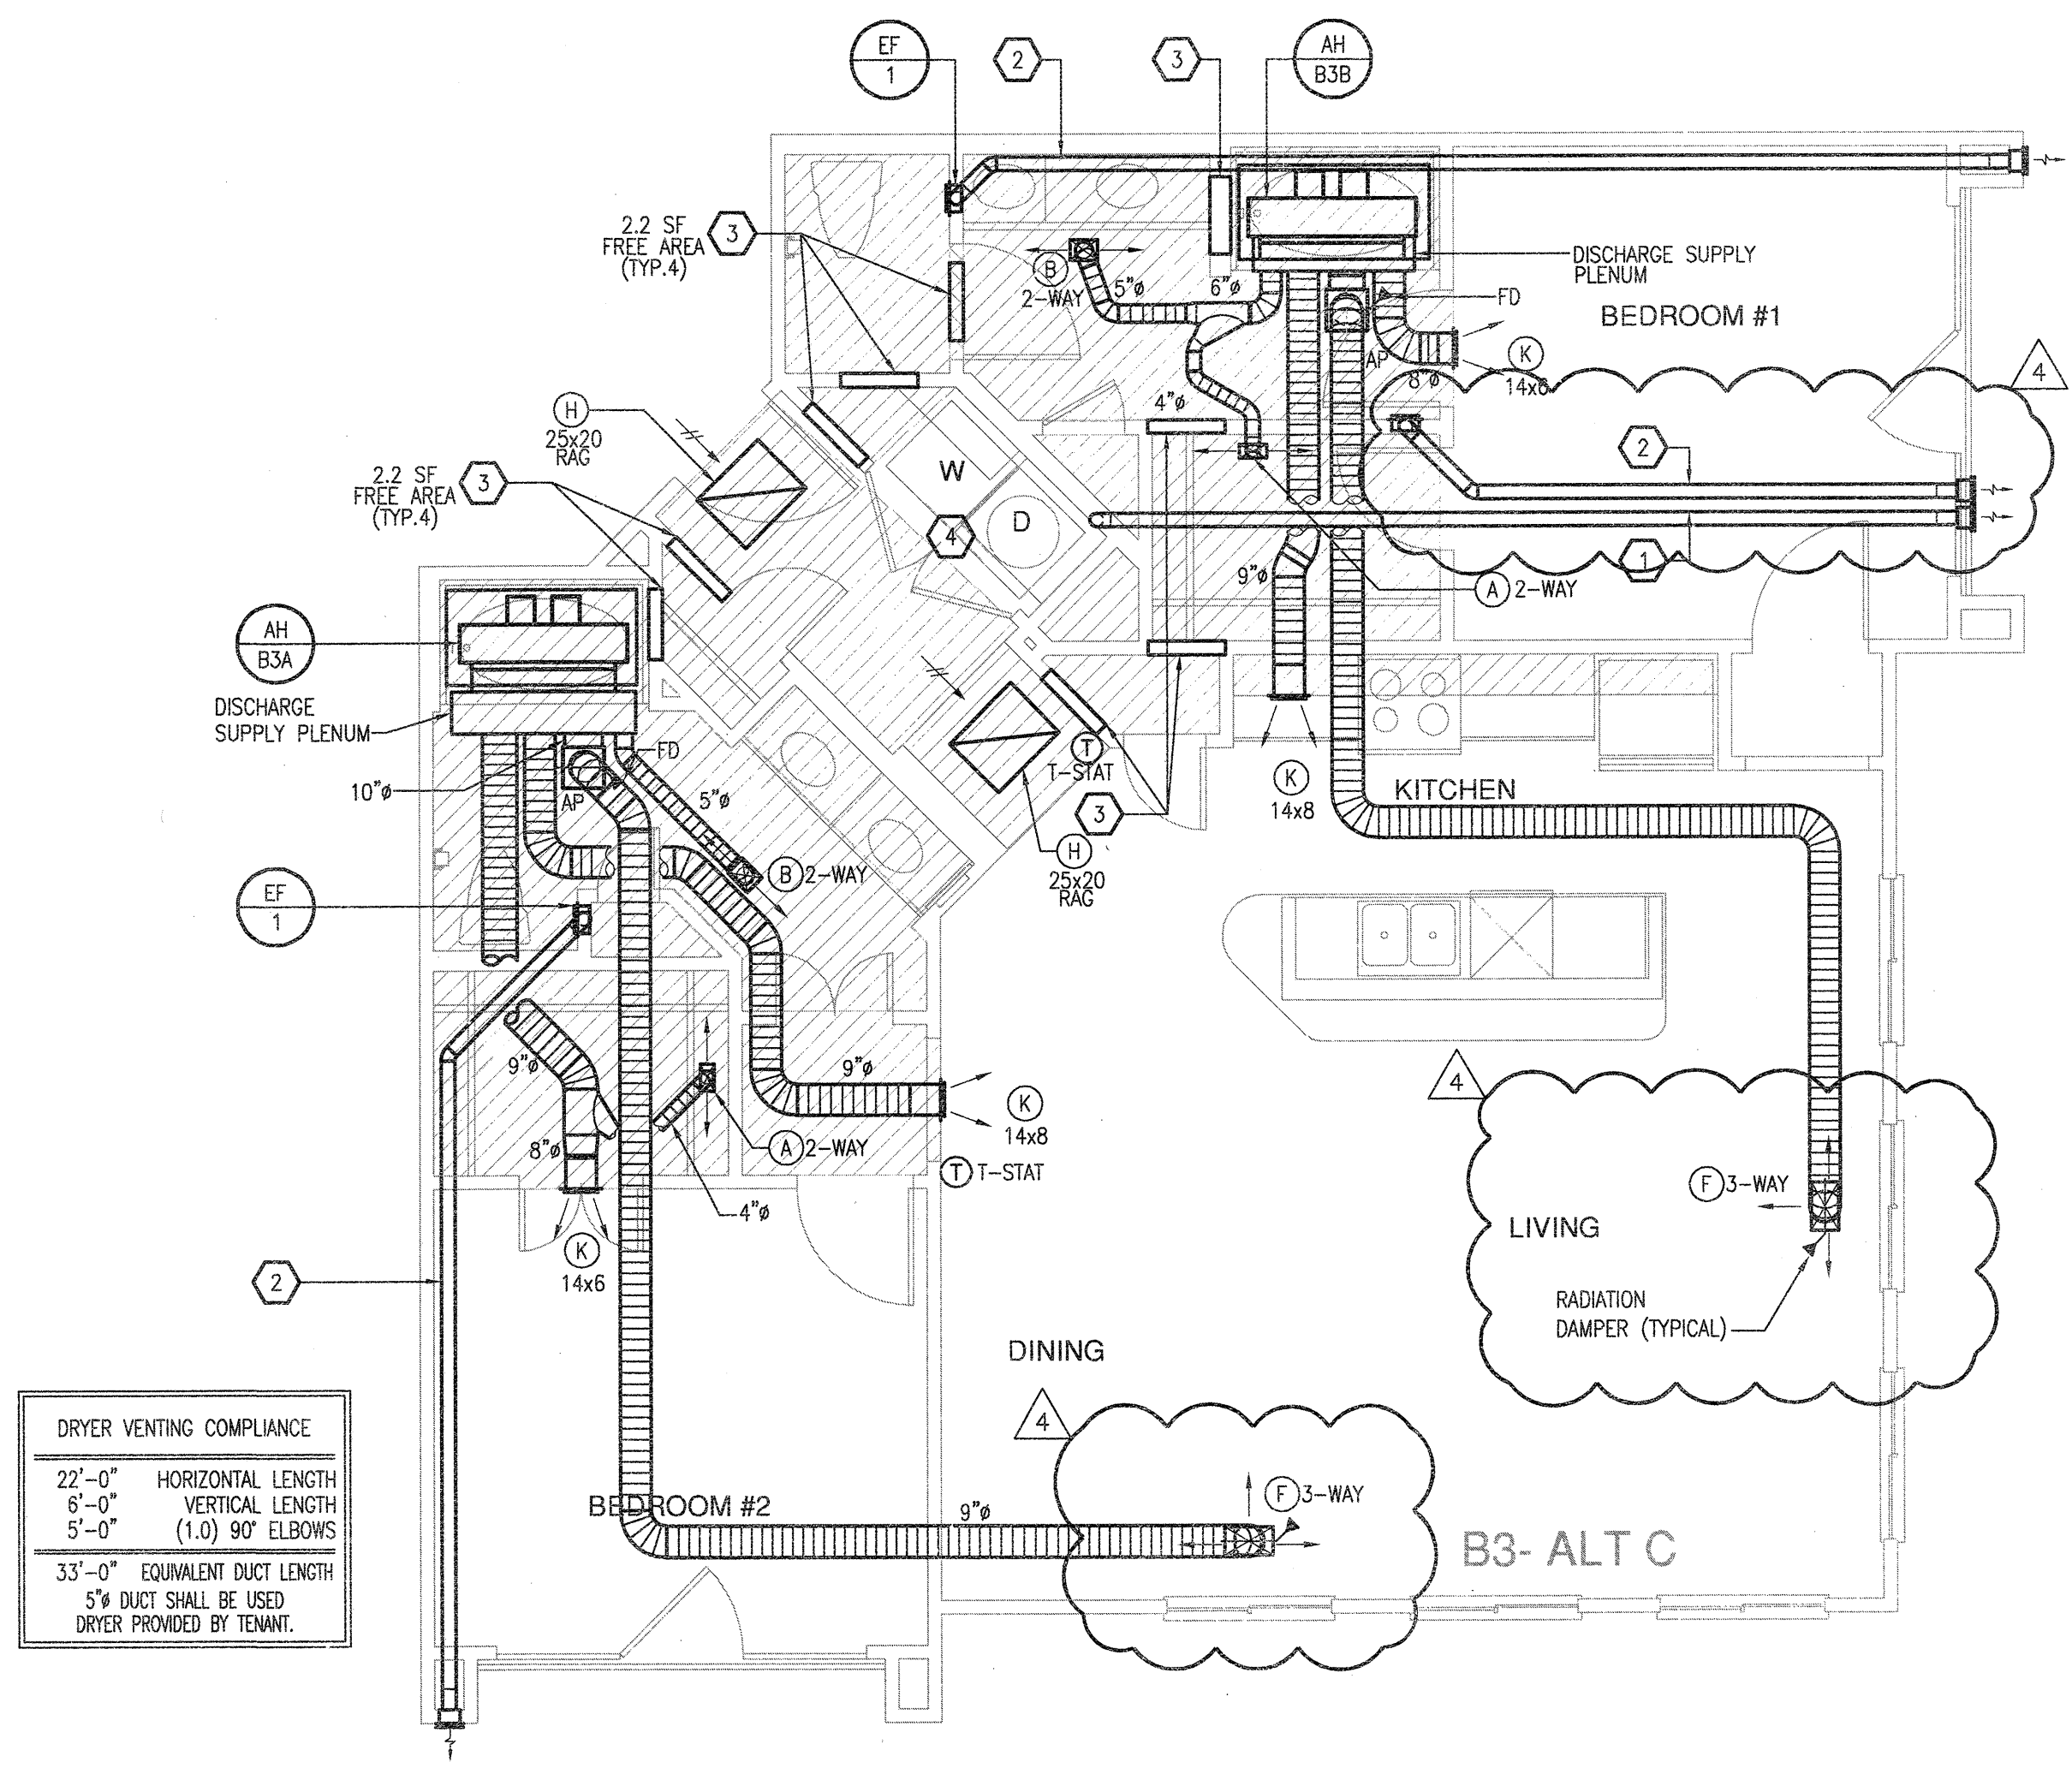 EF
1
2
3
AH
B3B
2.2 SF
FREE AREA
(TYP.4)
3
B
2-WAY
5"ø
6"ø
DISCHARGE SUPPLY
PLENUM
FD
BEDROOM #1
AP
8"ø
K
14x6
4
H
25x20
RAG
4"ø
2
2.2 SF
FREE AREA
(TYP.4)
3
W
D
4
1
9"ø
A 2-WAY
AH
B3A
DISCHARGE
SUPPLY PLENUM
10"ø
FD
AP
5"ø
T
T-STAT
3
K
14x8
KITCHEN
B 2-WAY
H
25x20
RAG
EF
1
9"ø
9"ø
K
14x8
4
8"ø
A 2-WAY
T T-STAT
4"ø
F 3-WAY
LIVING
K
14x6
2
RADIATION
DAMPER (TYPICAL)
DINING
4
DRYER VENTING COMPLIANCE
22'-0" HORIZONTAL LENGTH
6'-0" VERTICAL LENGTH
5'-0" (1.0) 90° ELBOWS
33'-0" EQUIVALENT DUCT LENGTH
5"ø DUCT SHALL BE USED
DRYER PROVIDED BY TENANT.
BEDROOM #2
9"ø
F 3-WAY
B3- ALT C